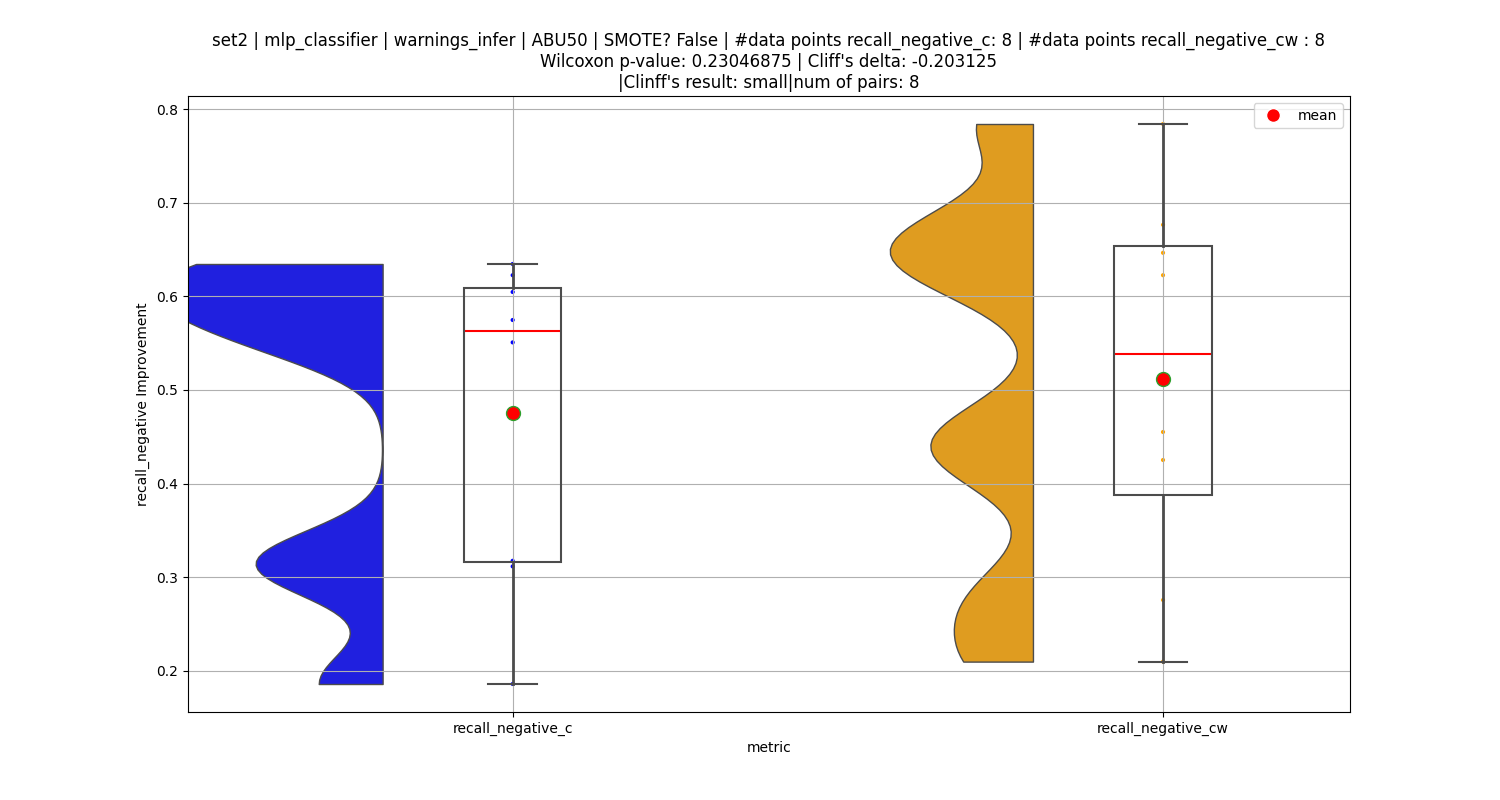 set2 | mlp_classifier | warnings_infer | ABU50 | SMOTE? False | #data points recall_negative_c: 8 | #data points recall_negative_cw : 8
Wilcoxon p-value: 0.23046875 | Cliff's delta: -0.203125
|Clinff's result: small|num of pairs: 8
mean
0.8
0.7
0.6
0.5
0.4
0.3
0.2
recall_negative Improvement
recall_negative_c
recall_negative_cw
metric